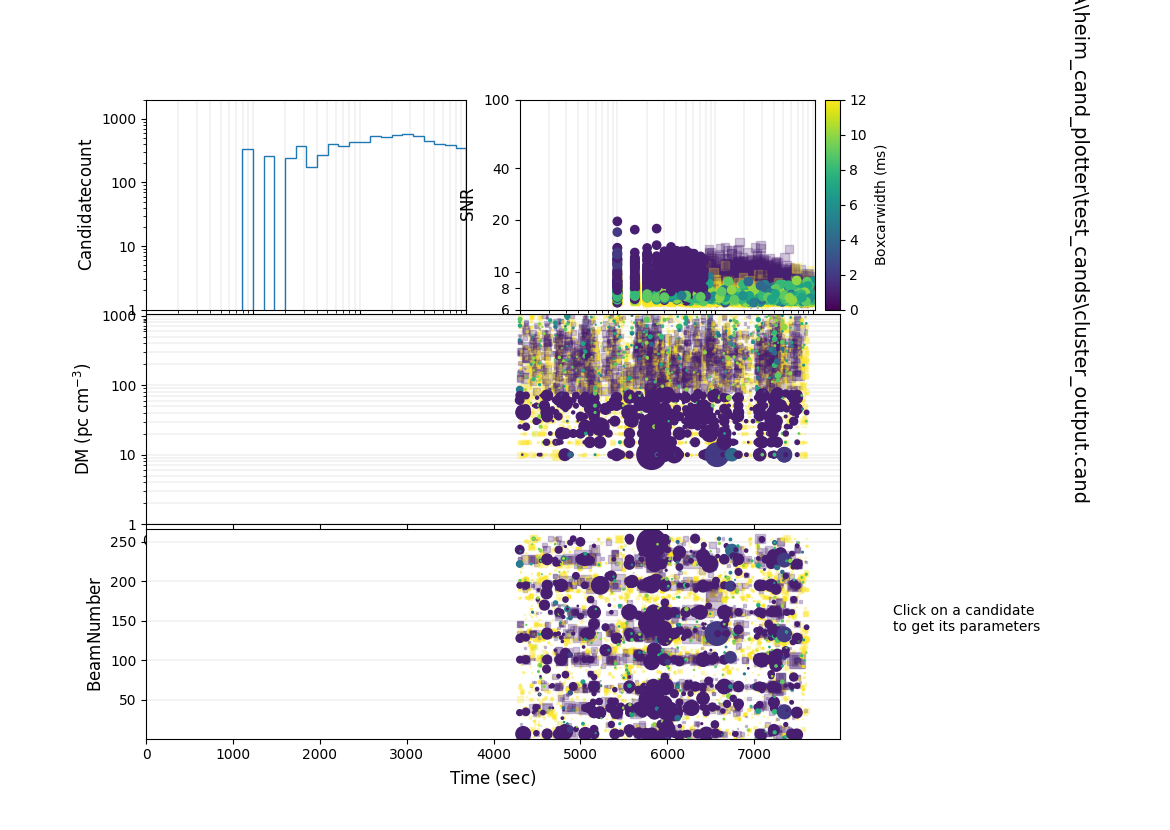 1000
100
10
1
Candidatecount
100
40
20
10
8
6
SNR
12
10
8
6
4
2
0
Boxcarwidth (ms)
1000
100
10
1
DM (pc cm⁻³)
250
200
150
100
50
BeamNumber
0 1000 2000 3000 4000 5000 6000 7000
Time (sec)
Click on a candidate
to get its parameters
\heim_cand_plotter\test_cands\cluster_output.cand